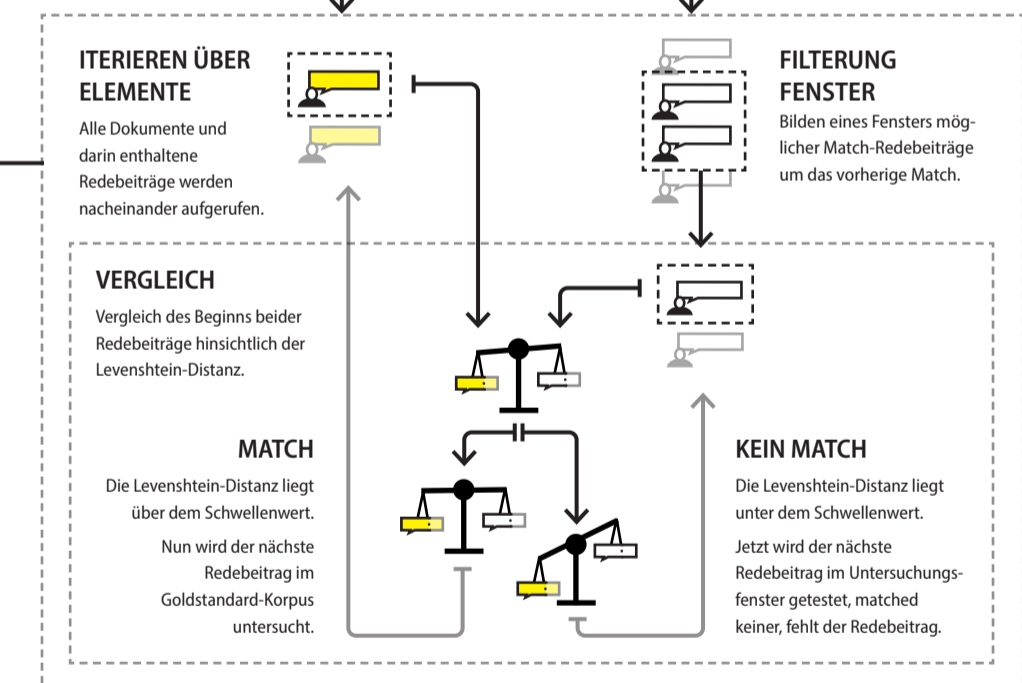 ITERIEREN ÜBER
ELEMENTE
Alle Dokumente und
darin enthaltene
Redebeiträge werden
nacheinander aufgerufen.
FILTERUNG
FENSTER
Bilden eines Fensters mög-
licher Match-Redebeiträge
um das vorherige Match.
VERGLEICH
Vergleich des Beginns beider
Redebeiträge hinsichtlich der
Levenshtein-Distanz.
MATCH
Die Levenshtein-Distanz liegt
über dem Schwellenwert.
Nun wird der nächste
Redebeitrag im
Goldstandard-Korpus
untersucht.
KEIN MATCH
Die Levenshtein-Distanz liegt
unter dem Schwellenwert.
Jetzt wird der nächste
Redebeitrag im Untersuchungs-
fenster getestet, matched
keiner, fehlt der Redebeitrag.